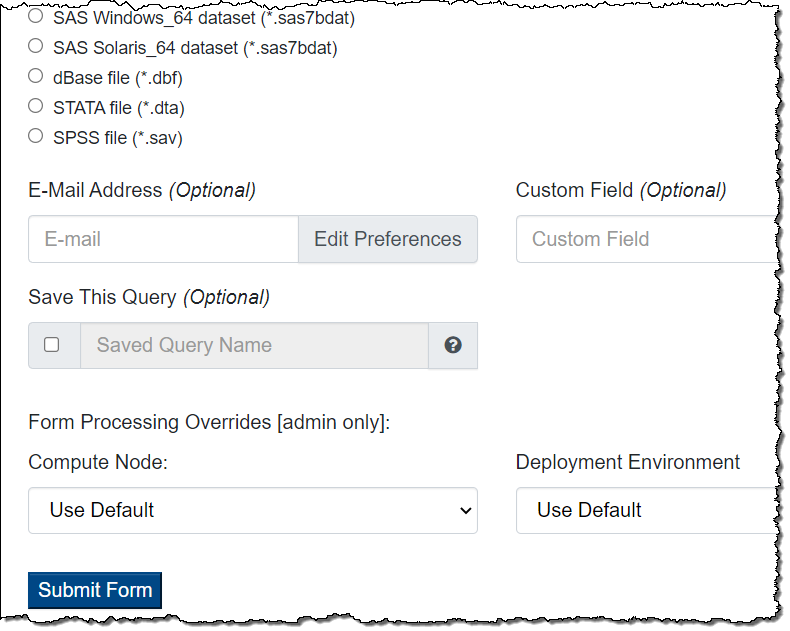 SAS Windows_64 dataset (*.sas7bdat)
SAS Solaris_64 dataset (*.sas7bdat)
dBase file (*.dbf)
STATA file (*.dta)
SPSS file (*.sav)
E-Mail Address (Optional)
Custom Field (Optional)
E-mail
Edit Preferences
Custom Field
Save This Query (Optional)
Saved Query Name
?
Form Processing Overrides [admin only]:
Compute Node:
Deployment Environment
Use Default
Use Default
Submit Form